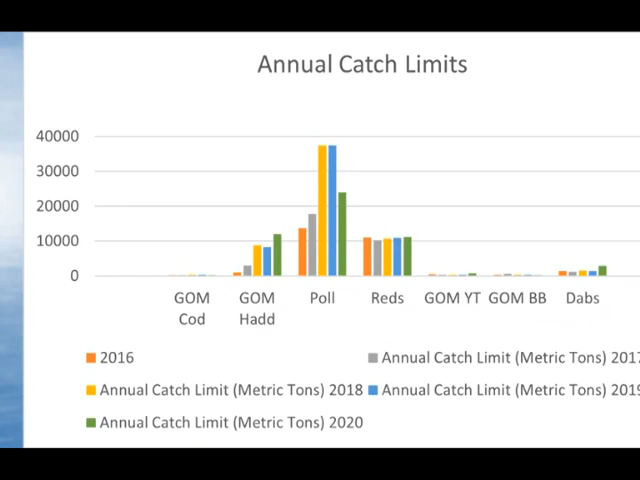 Annual Catch Limits
40000
30000
20000
10000
0
GOM Cod
GOM Hadd
Poll
Reds
GOM YT
GOM BB
Dabs
2016
Annual Catch Limit (Metric Tons) 2017
Annual Catch Limit (Metric Tons) 2018
Annual Catch Limit (Metric Tons) 2019
Annual Catch Limit (Metric Tons) 2020